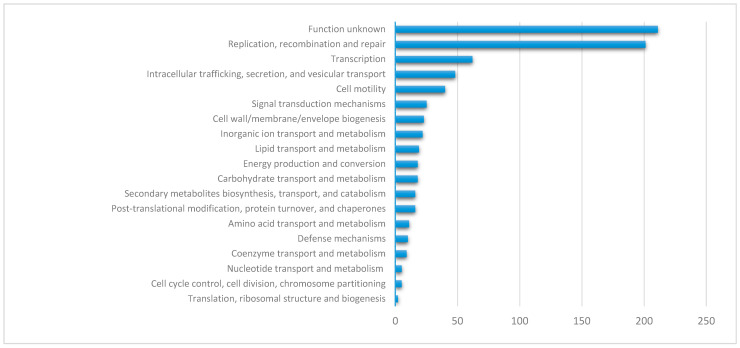 Function unknown
Replication, recombination and repair
Transcription
Intracellular trafficking, secretion, and vesicular transport
Cell motility
Signal transduction mechanisms
Cell wall/membrane/envelope biogenesis
Inorganic ion transport and metabolism
Lipid transport and metabolism
Energy production and conversion
Carbohydrate transport and metabolism
Secondary metabolites biosynthesis, transport, and catabolism
Post-translational modification, protein turnover, and chaperones
Amino acid transport and metabolism
Defense mechanisms
Coenzyme transport and metabolism
Nucleotide transport and metabolism
Cell cycle control, cell division, chromosome partitioning
Translation, ribosomal structure and biogenesis
0 50 100 150 200 250